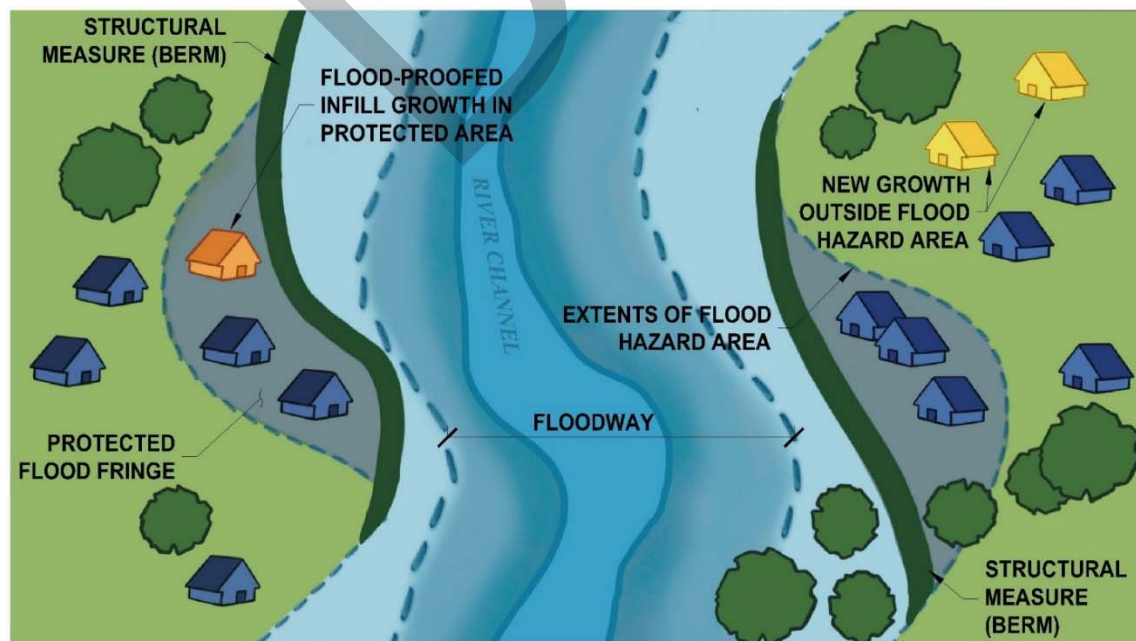 STRUCTURAL
MEASURE (BERM)
FLOOD-PROOFED
INFILL GROWTH IN
PROTECTED AREA
RIVER CHANNEL
NEW GROWTH
OUTSIDE FLOOD
HAZARD AREA
EXTENTS OF FLOOD
HAZARD AREA
FLOODWAY
PROTECTED
FLOOD FRINGE
STRUCTURAL
MEASURE
(BERM)